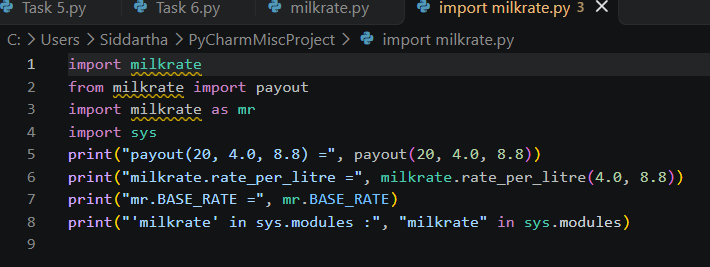 Task 5.py Task 6.py milkrate.py import milkrate.py 3
C: > Users > Siddartha > PyCharmMiscProject > import milkrate.py
1 import milkrate
2 from milkrate import payout
3 import milkrate as mr
4 import sys
5 print("payout(20, 4.0, 8.8) =", payout(20, 4.0, 8.8))
6 print("milkrate.rate_per_litre =", milkrate.rate_per_litre(4.0, 8.8))
7 print("mr.BASE_RATE =", mr.BASE_RATE)
8 print("'milkrate' in sys.modules :", "milkrate" in sys.modules)
9